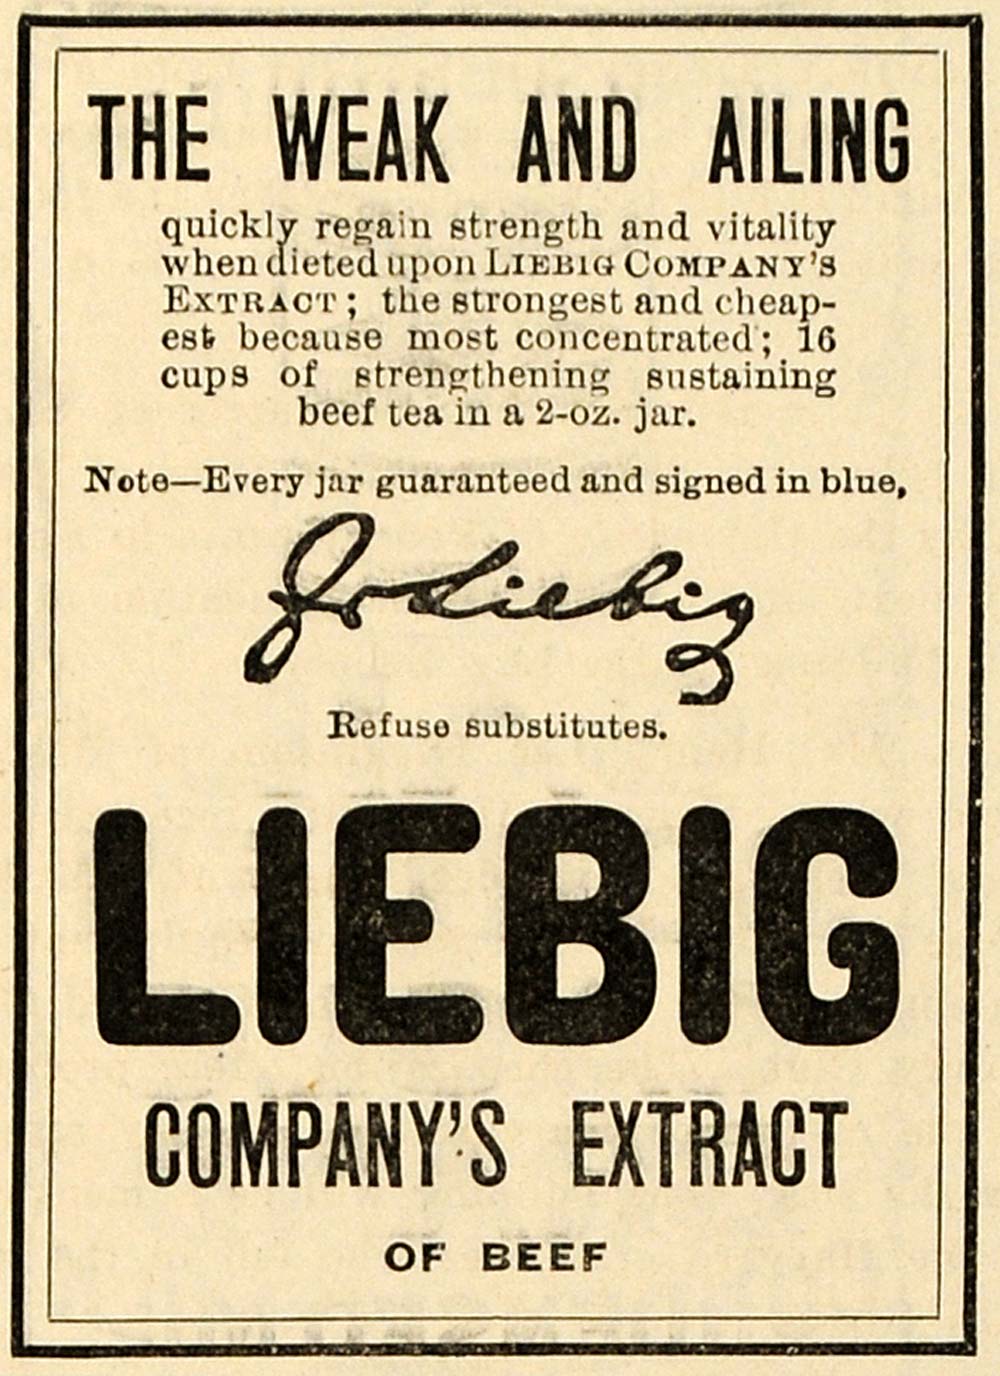 THE WEAK AND AILING
quickly regain strength and vitality
when dieted upon LIEBIG COMPANY'S
EXTRACT; the strongest and cheap-
est because most concentrated; 16
cups of strengthening sustaining
beef tea in a 2-oz. jar.
Note—Every jar guaranteed and signed in blue,
Jv Liebig
Refuse substitutes.
LIEBIG
COMPANY'S EXTRACT
OF BEEF